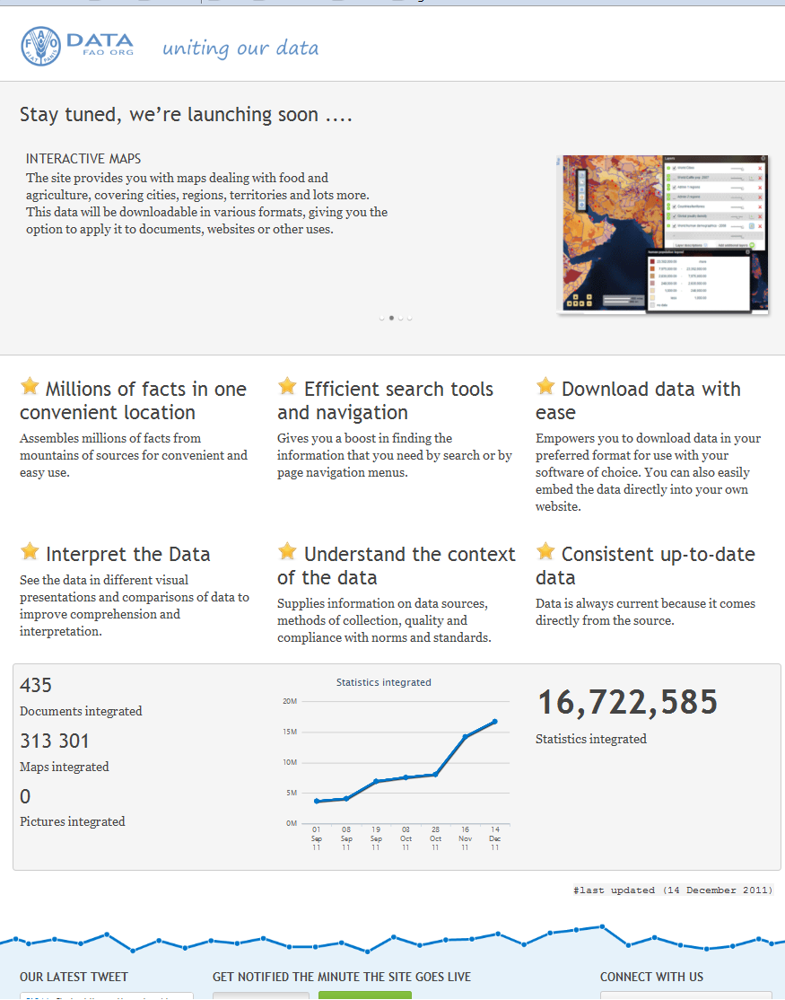 FAO
FIAT PANIS
DATA
FAO ORG
uniting our data
Stay tuned, we're launching soon ....
INTERACTIVE MAPS
The site provides you with maps dealing with food and
agriculture, covering cities, regions, territories and lots more.
This data will be downloadable in various formats, giving you the
option to apply it to documents, websites or other uses.
Layers
Millions of facts in one
convenient location
Assembles millions of facts from
mountains of sources for convenient and
easy use.
Efficient search tools
and navigation
Gives you a boost in finding the
information that you need by search or by
page navigation menus.
Download data with
ease
Empowers you to download data in your
preferred format for use with your
software of choice. You can also easily
embed the data directly into your own
website.
Interpret the Data
See the data in different visual
presentations and comparisons of data to
improve comprehension and
interpretation.
Understand the context
of the data
Supplies information on data sources,
methods of collection, quality and
compliance with norms and standards.
Consistent up-to-date
data
Data is always current because it comes
directly from the source.
435
Documents integrated
313 301
Maps integrated
0
Pictures integrated
Statistics integrated
20M
15M
10M
5M
0M
01 Sep 11
08 Sep 11
19 Sep 11
03 Oct 11
28 Oct 11
16 Nov 11
14 Dec 11
16,722,585
Statistics integrated
#last updated (14 December 2011)
OUR LATEST TWEET
GET NOTIFIED THE MINUTE THE SITE GOES LIVE
CONNECT WITH US